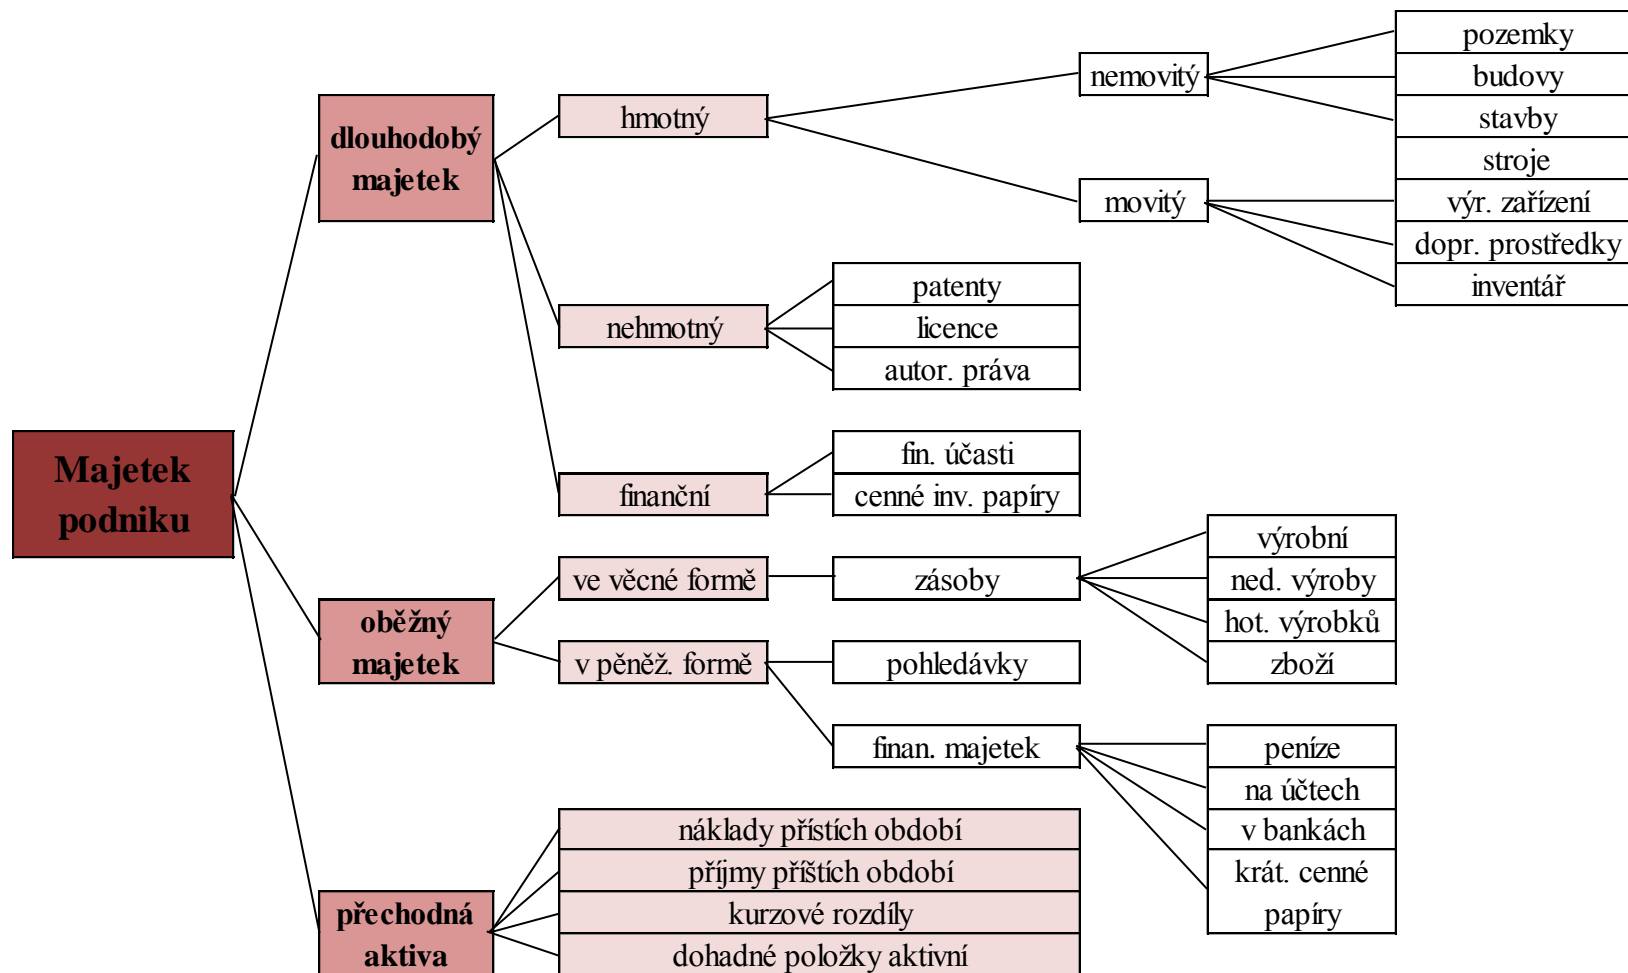 Majetek
podniku
dlouhodobý
majetek
hmotný
nemovitý
pozemky
budovy
stavby
movitý
stroje
výr. zařízení
dopr. prostředky
inventář
nehmotný
patenty
licence
autor. práva
finanční
fin. účasti
cenné inv. papíry
oběžný
majetek
ve věcné formě
zásoby
výrobní
ned. výroby
hot. výrobků
zboží
v pěněž. formě
pohledávky
finan. majetek
peníze
na účtech
v bankách
krát. cenné
papíry
přechodná
aktiva
náklady přístích období
příjmy příštích období
kurzové rozdíly
dohadné položky aktivní